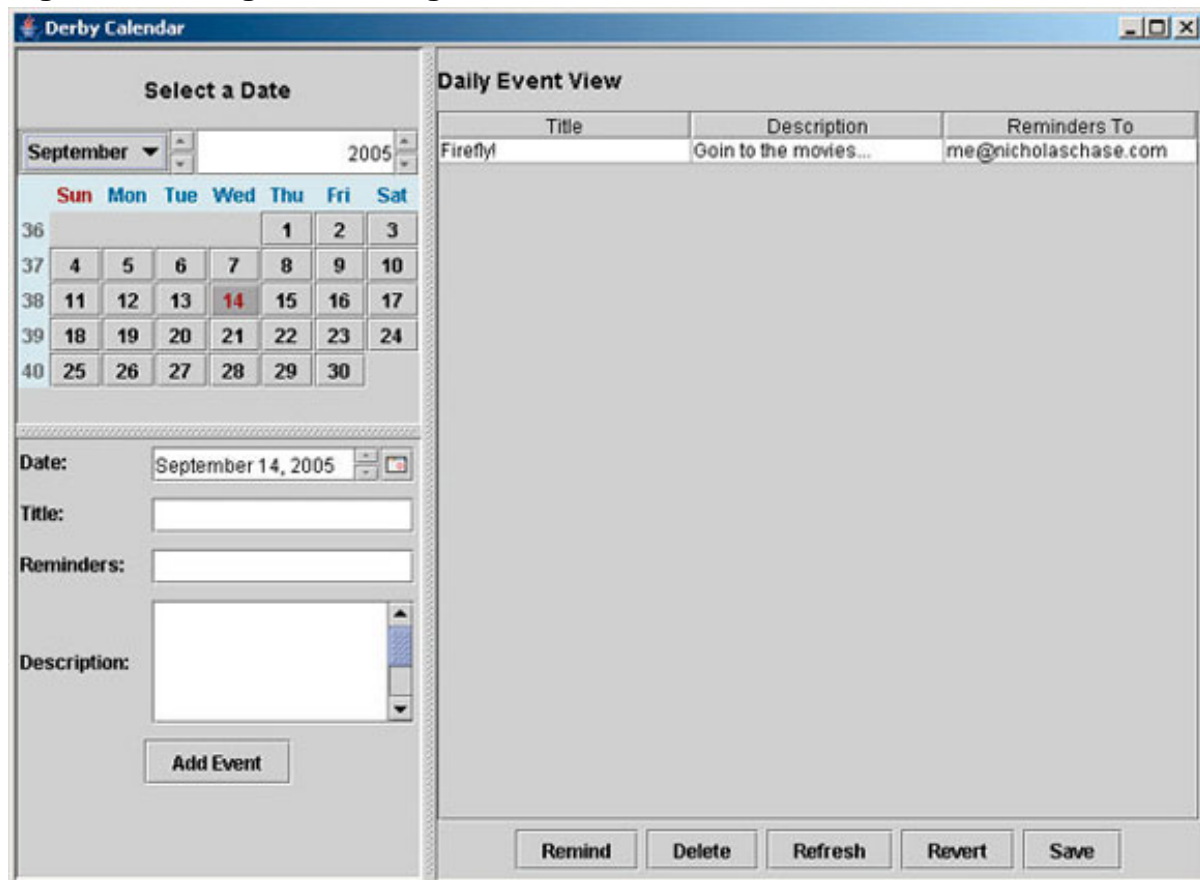 Derby Calendar
Select a Date
September 2005
Sun Mon Tue Wed Thu Fri Sat
36 1 2 3
37 4 5 6 7 8 9 10
38 11 12 13 14 15 16 17
39 18 19 20 21 22 23 24
40 25 26 27 28 29 30
Date: September 14, 2005
Title:
Reminders:
Description:
Add Event
Daily Event View
Title Description Reminders To
Firefly! Goin to the movies... me@nicholaschase.com
Remind Delete Refresh Revert Save